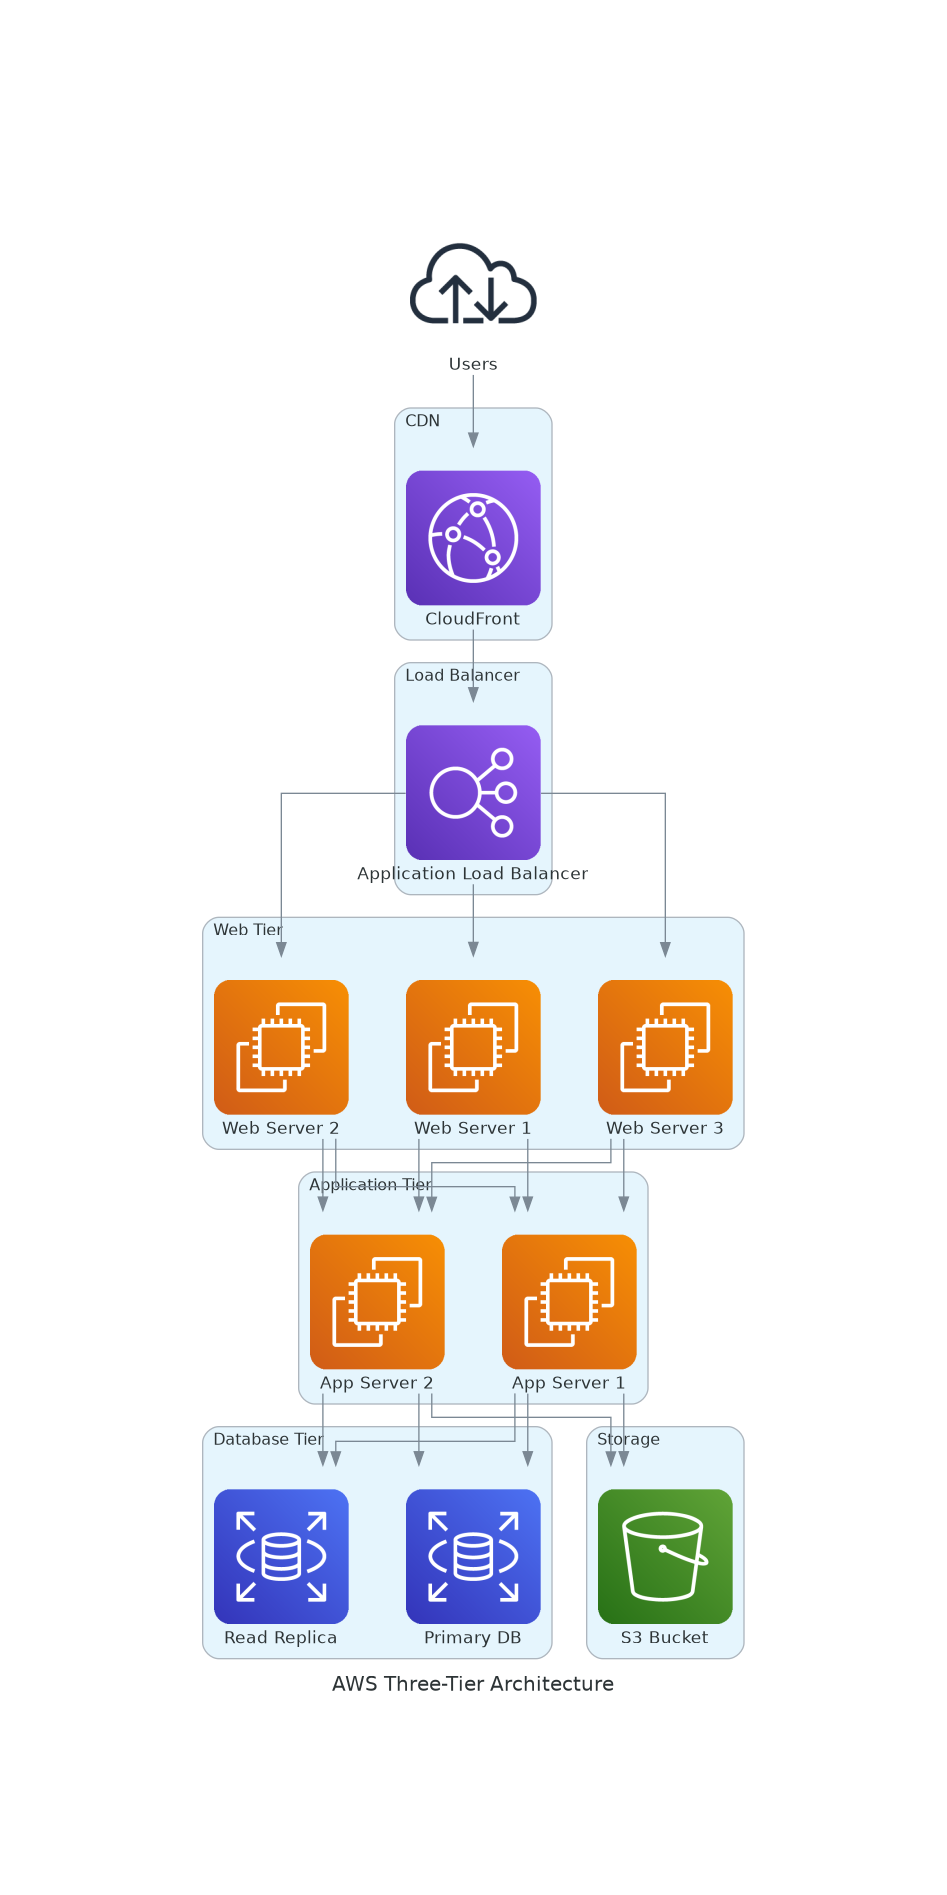 Users
CDN
CloudFront
Load Balancer
Application Load Balancer
Web Tier
Web Server 2
Web Server 1
Web Server 3
Application Tier
App Server 2
App Server 1
Database Tier
Storage
Read Replica
Primary DB
S3 Bucket
AWS Three-Tier Architecture